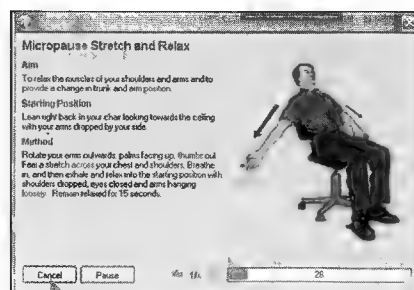 Micropause Stretch and Relax
Aim
To relax the muscles of your shoulders and arms and to
provide a change in trunk and arm position.
Starting Position
Lean right back in your chair looking towards the ceiling
with your arms dropped by your side.
Method
Rotate your arms outwards, palms facing up, thumbs out.
Feel a stretch across your chest and shoulders. Breathe
in, and then exhale and relax into the starting position with
shoulders dropped, eyes closed and arms hanging
loosely. Remain relaxed for 15 seconds.
Cancel Pause 1/1 28